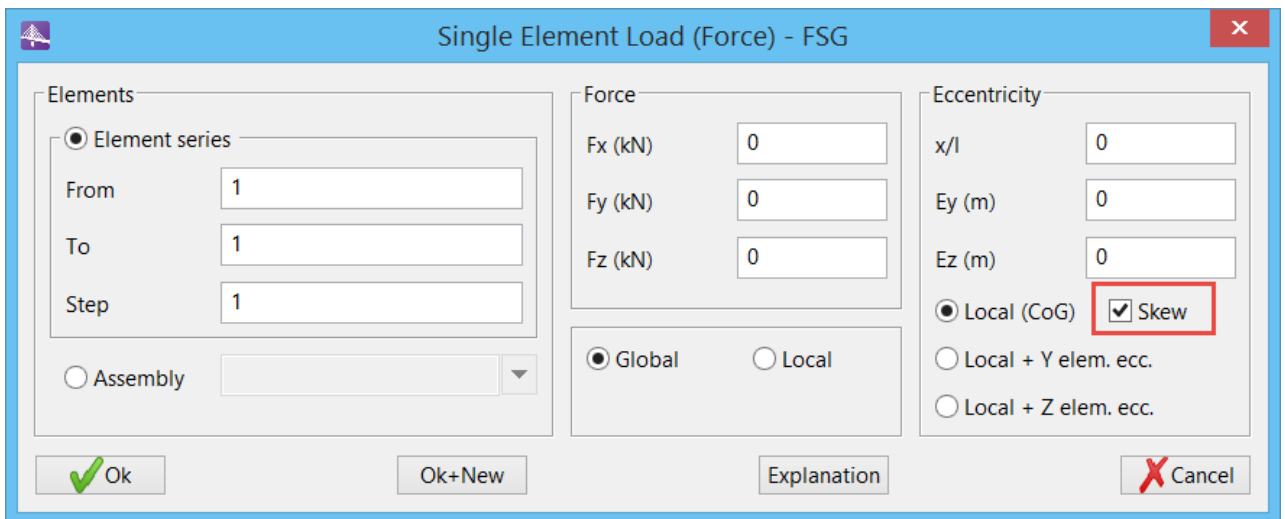 Single Element Load (Force) - FSG
x
Elements
Element series
From 1
To 1
Step 1
Assembly
Force
Fx (kN) 0
Fy (kN) 0
Fz (kN) 0
Global Local
Eccentricity
x/l 0
Ey (m) 0
Ez (m) 0
Local (CoG) Skew
Local + Y elem. ecc.
Local + Z elem. ecc.
Ok Ok+New Explanation Cancel